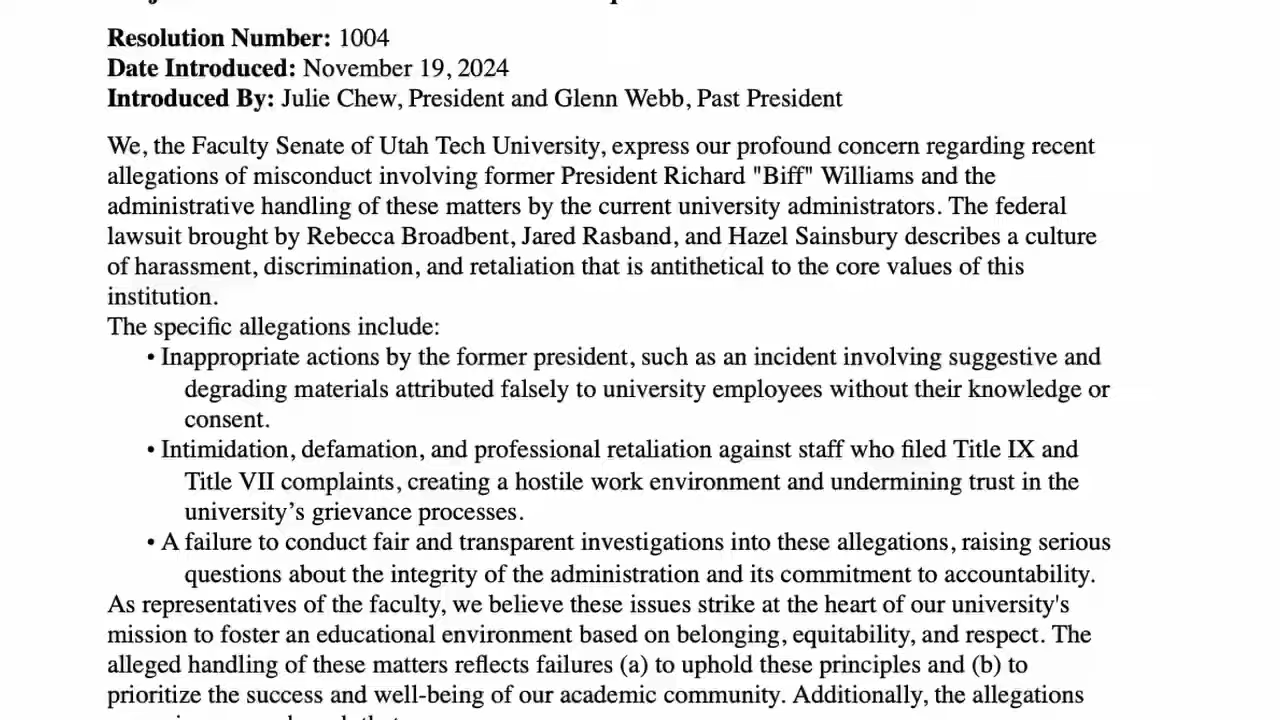 Resolution Number: 1004
Date Introduced: November 19, 2024
Introduced By: Julie Chew, President and Glenn Webb, Past President
We, the Faculty Senate of Utah Tech University, express our profound concern regarding recent
allegations of misconduct involving former President Richard "Biff" Williams and the
administrative handling of these matters by the current university administrators. The federal
lawsuit brought by Rebecca Broadbent, Jared Rasband, and Hazel Sainsbury describes a culture
of harassment, discrimination, and retaliation that is antithetical to the core values of this
institution.
The specific allegations include:
• Inappropriate actions by the former president, such as an incident involving suggestive and
degrading materials attributed falsely to university employees without their knowledge or
consent.
• Intimidation, defamation, and professional retaliation against staff who filed Title IX and
Title VII complaints, creating a hostile work environment and undermining trust in the
university’s grievance processes.
• A failure to conduct fair and transparent investigations into these allegations, raising serious
questions about the integrity of the administration and its commitment to accountability.
As representatives of the faculty, we believe these issues strike at the heart of our university's
mission to foster an educational environment based on belonging, equitability, and respect. The
alleged handling of these matters reflects failures (a) to uphold these principles and (b) to
prioritize the success and well-being of our academic community. Additionally, the allegations